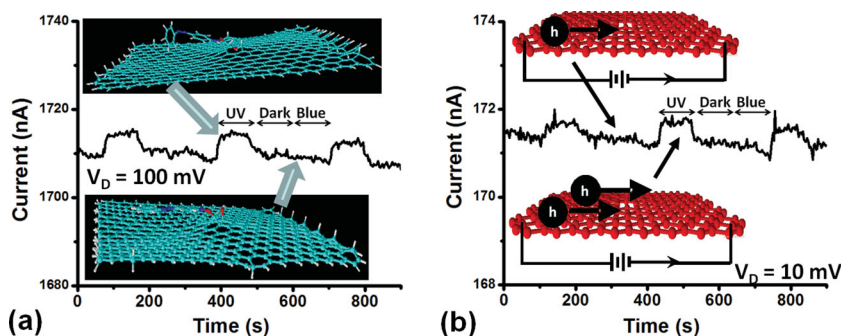 1740
1720
1700
1680
Current (nA)
UV Dark Blue
V_D = 100 mV
0 200 400 600 800
Time (s)
(a)
174
172
170
168
Current (nA)
h
UV Dark Blue
h
h
V_D = 10 mV
0 200 400 600 800
Time (s)
(b)